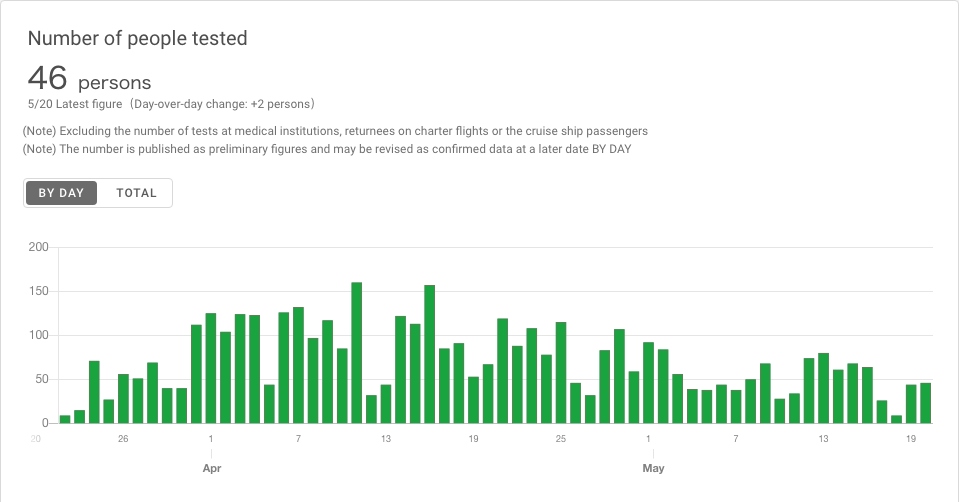 Number of people tested
46 persons
5/20 Latest figure（Day-over-day change: +2 persons）
(Note) Excluding the number of tests at medical institutions, returnees on charter flights or the cruise ship passengers
(Note) The number is published as preliminary figures and may be revised as confirmed data at a later date BY DAY
BY DAY TOTAL
200
150
100
50
0
20 26 1 7 13 19 25 1 7 13 19
Apr May